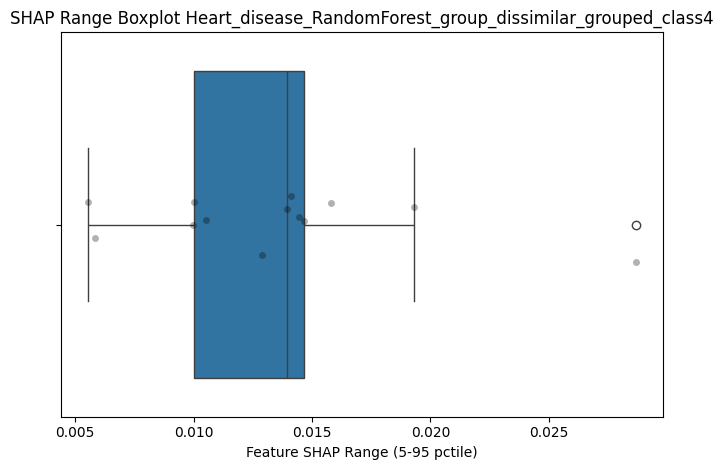 SHAP Range Boxplot Heart_disease_RandomForest_group_dissimilar_grouped_class4
0.005 0.010 0.015 0.020 0.025
Feature SHAP Range (5-95 pctile)